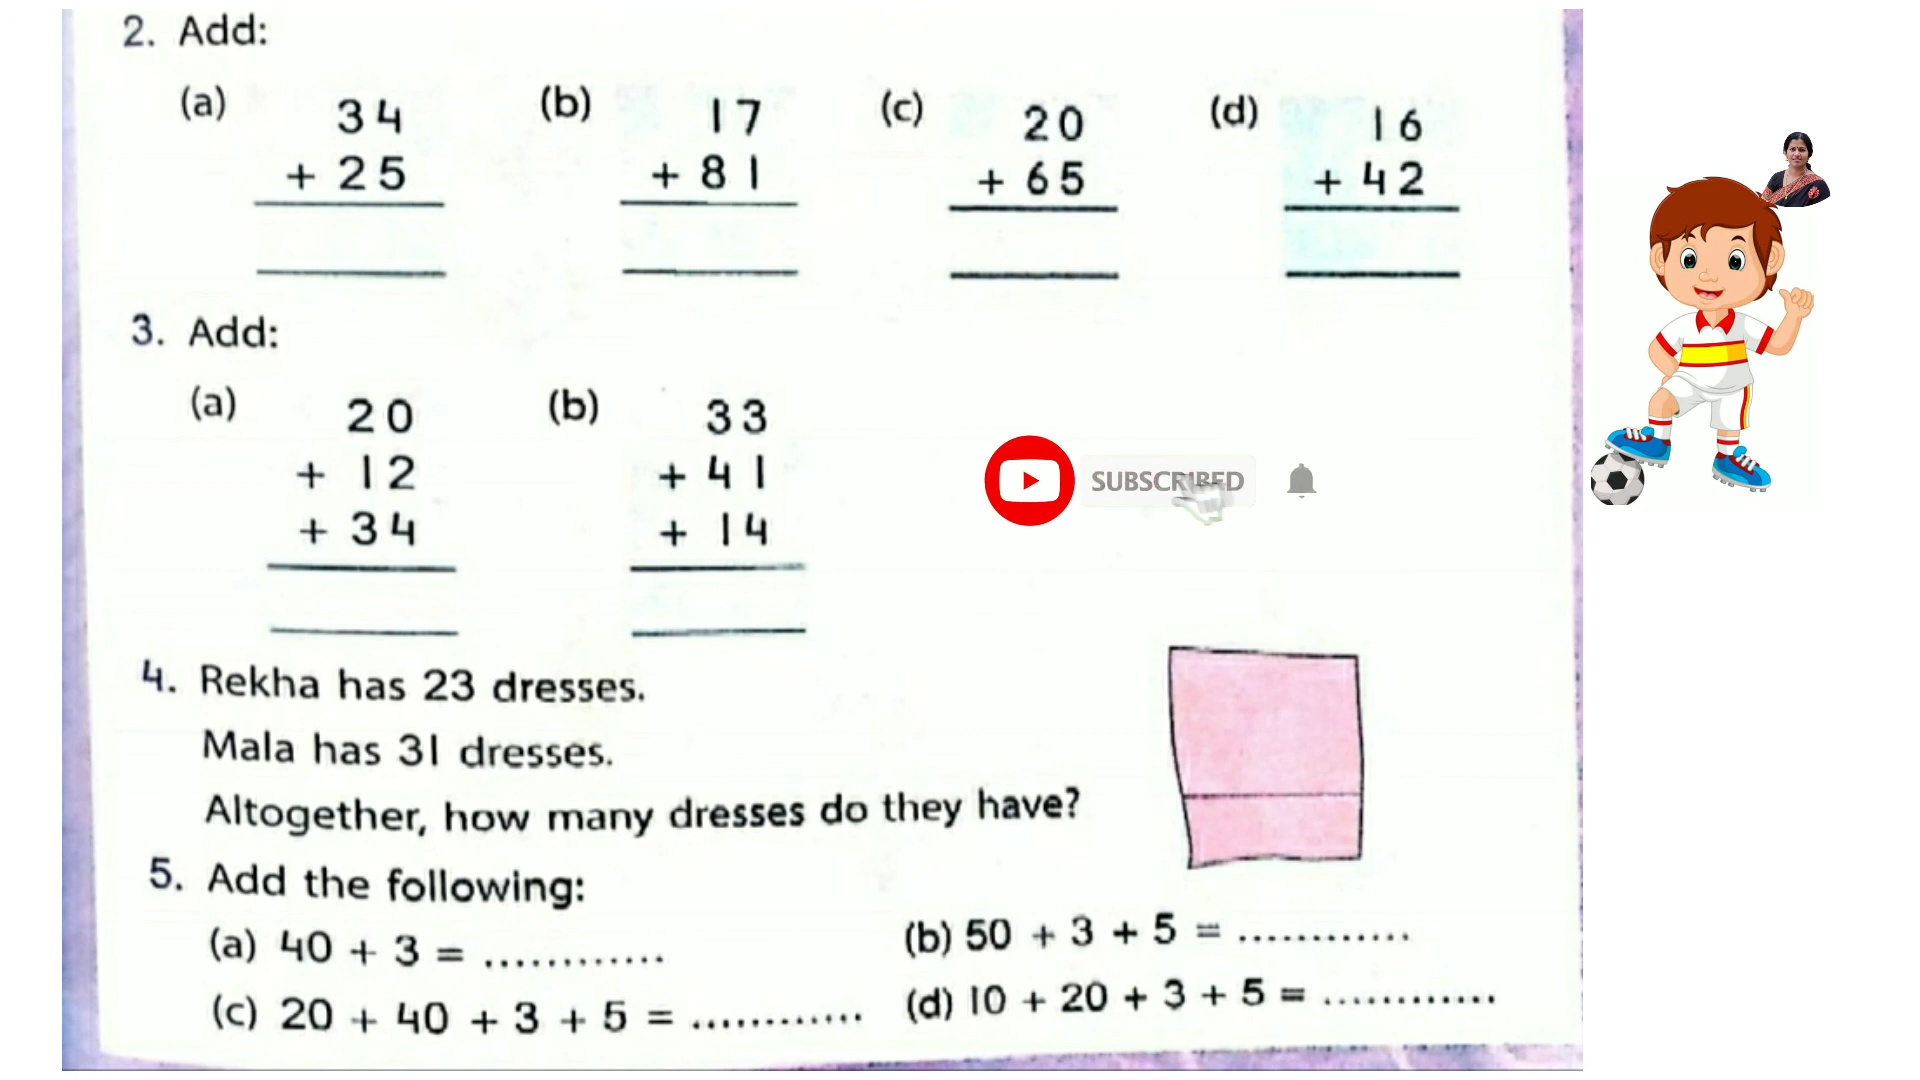 2. Add:
(a) 34 (b) 17 (c) 20 (d) 16
+ 25 + 81 + 65 + 42
3. Add:
(a) 20 (b) 33
+ 12 + 41
+ 34 + 14
SUBSCRIBED
4. Rekha has 23 dresses.
Mala has 31 dresses.
Altogether, how many dresses do they have?
5. Add the following:
(a) 40 + 3 = ............ (b) 50 + 3 + 5 = ............
(c) 20 + 40 + 3 + 5 = ............ (d) 10 + 20 + 3 + 5 = ............